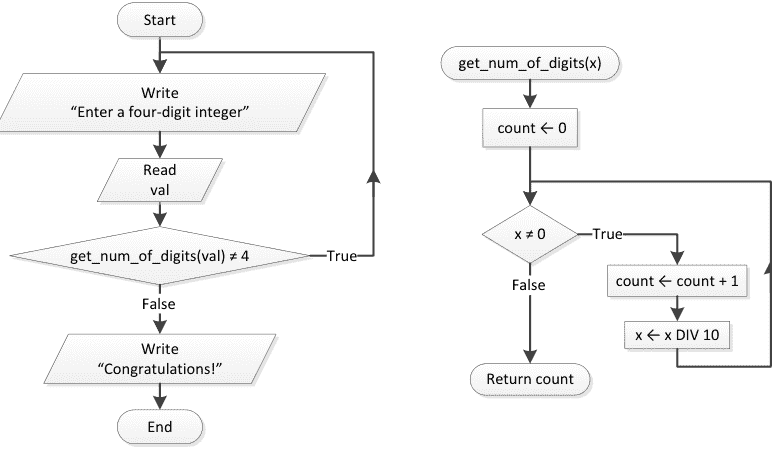 Start
Write
“Enter a four-digit integer”
Read
val
get_num_of_digits(val) ≠ 4
True
False
Write
“Congratulations!”
End
get_num_of_digits(x)
count ← 0
x ≠ 0
True
False
count ← count + 1
x ← x DIV 10
Return count